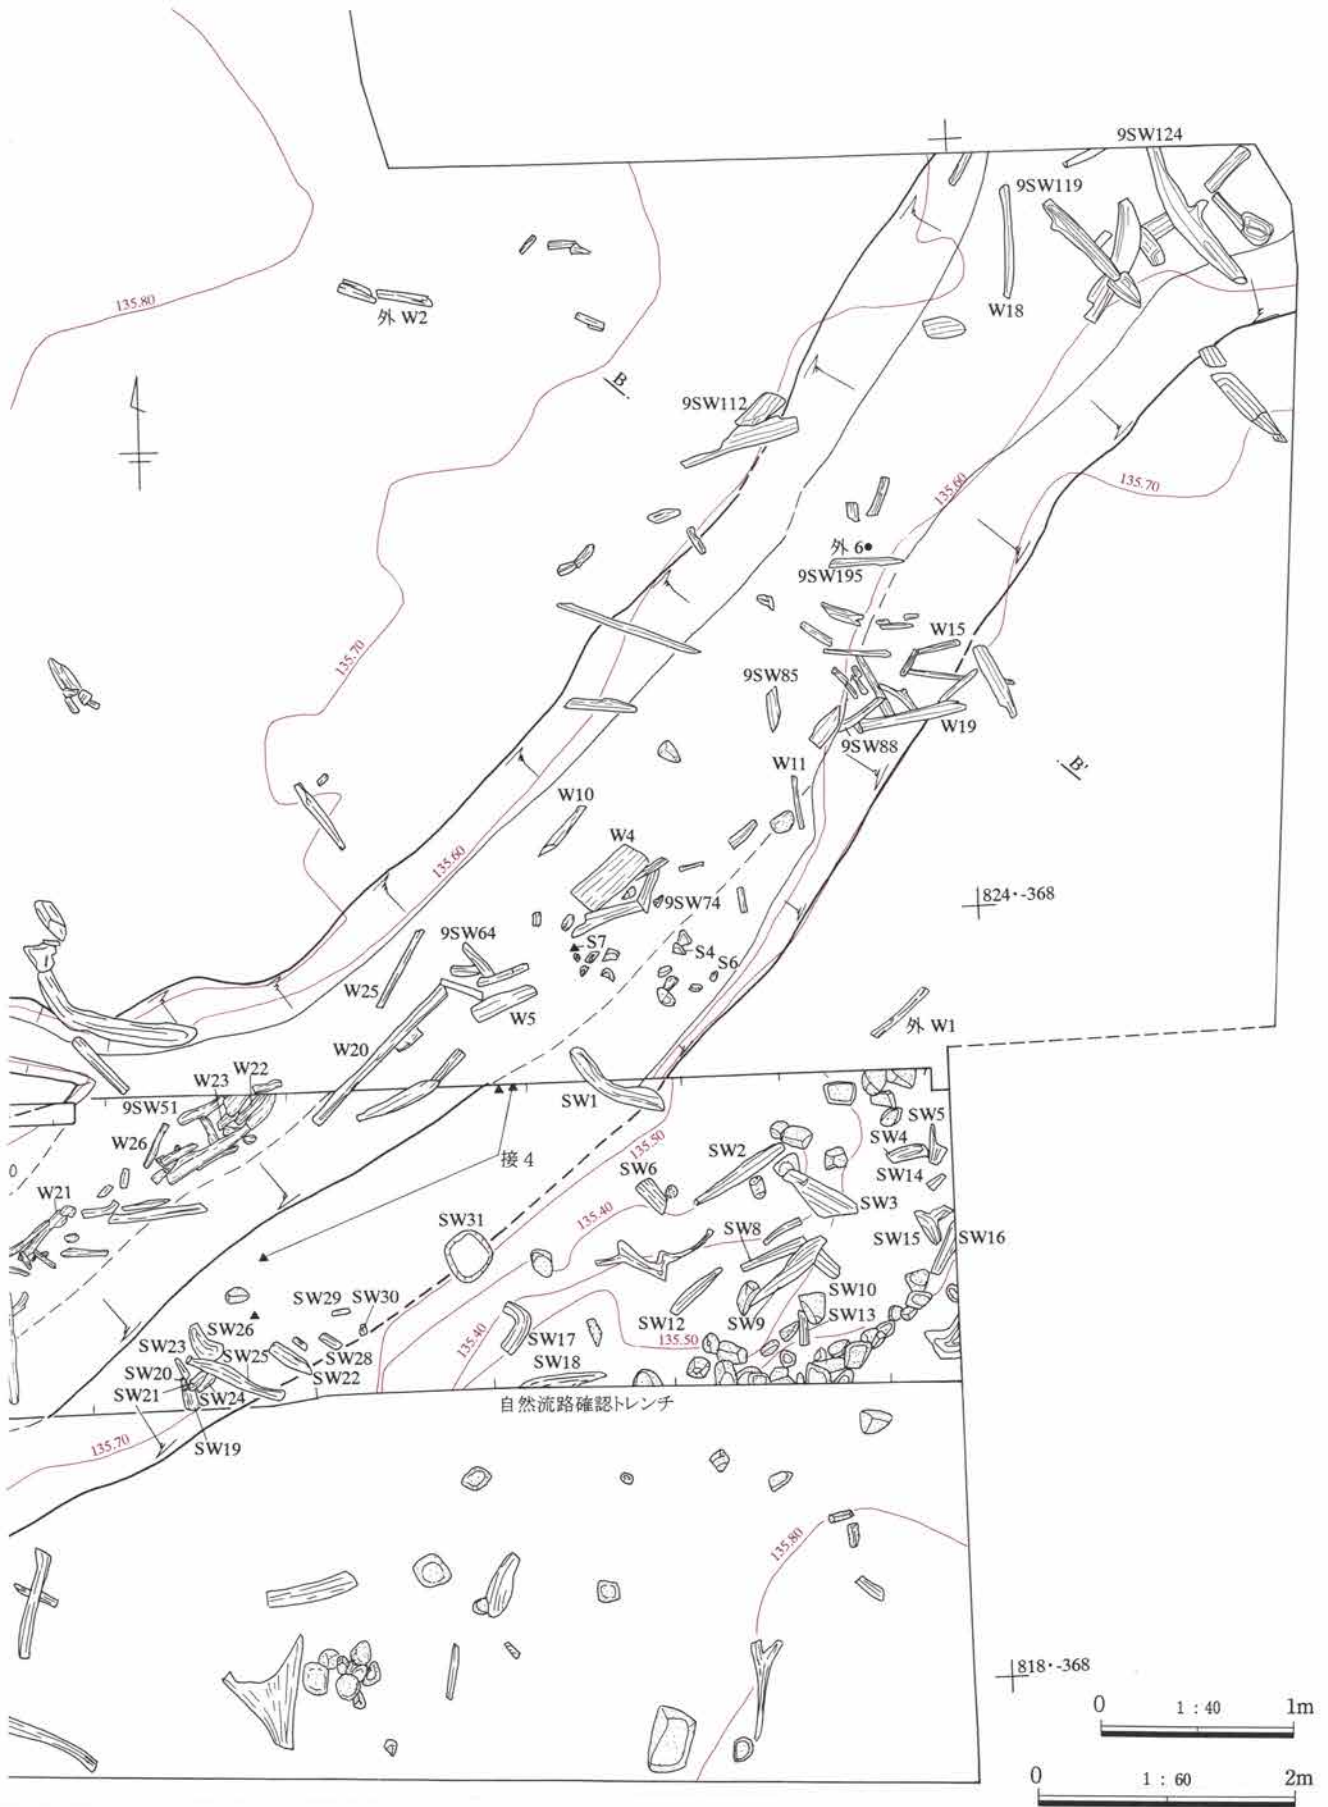 9SW124
9SW119
135.80
外 W2
W18
B
9SW112
135.60
135.70
外 6
9SW195
135.70
W15
9SW85
W19
9SW88
B'
W11
W10
W4
135.60
824・-368
9SW74
9SW64
S7
S4
S6
W25
W5
外 W1
W20
W22
W23
9SW51
SW1
SW5
W26
SW4
135.50
接 4
SW2
SW14
SW6
W21
SW3
135.40
SW31
SW8
SW15
SW16
SW29
SW30
SW10
SW12
SW9
SW13
SW26
SW23
135.40
SW17
135.50
SW25
SW28
SW20
SW22
SW18
SW21
SW24
自然流路確認トレンチ
135.70
SW19
135.80
818・-368
0 1 : 40 1m
0 1 : 60 2m